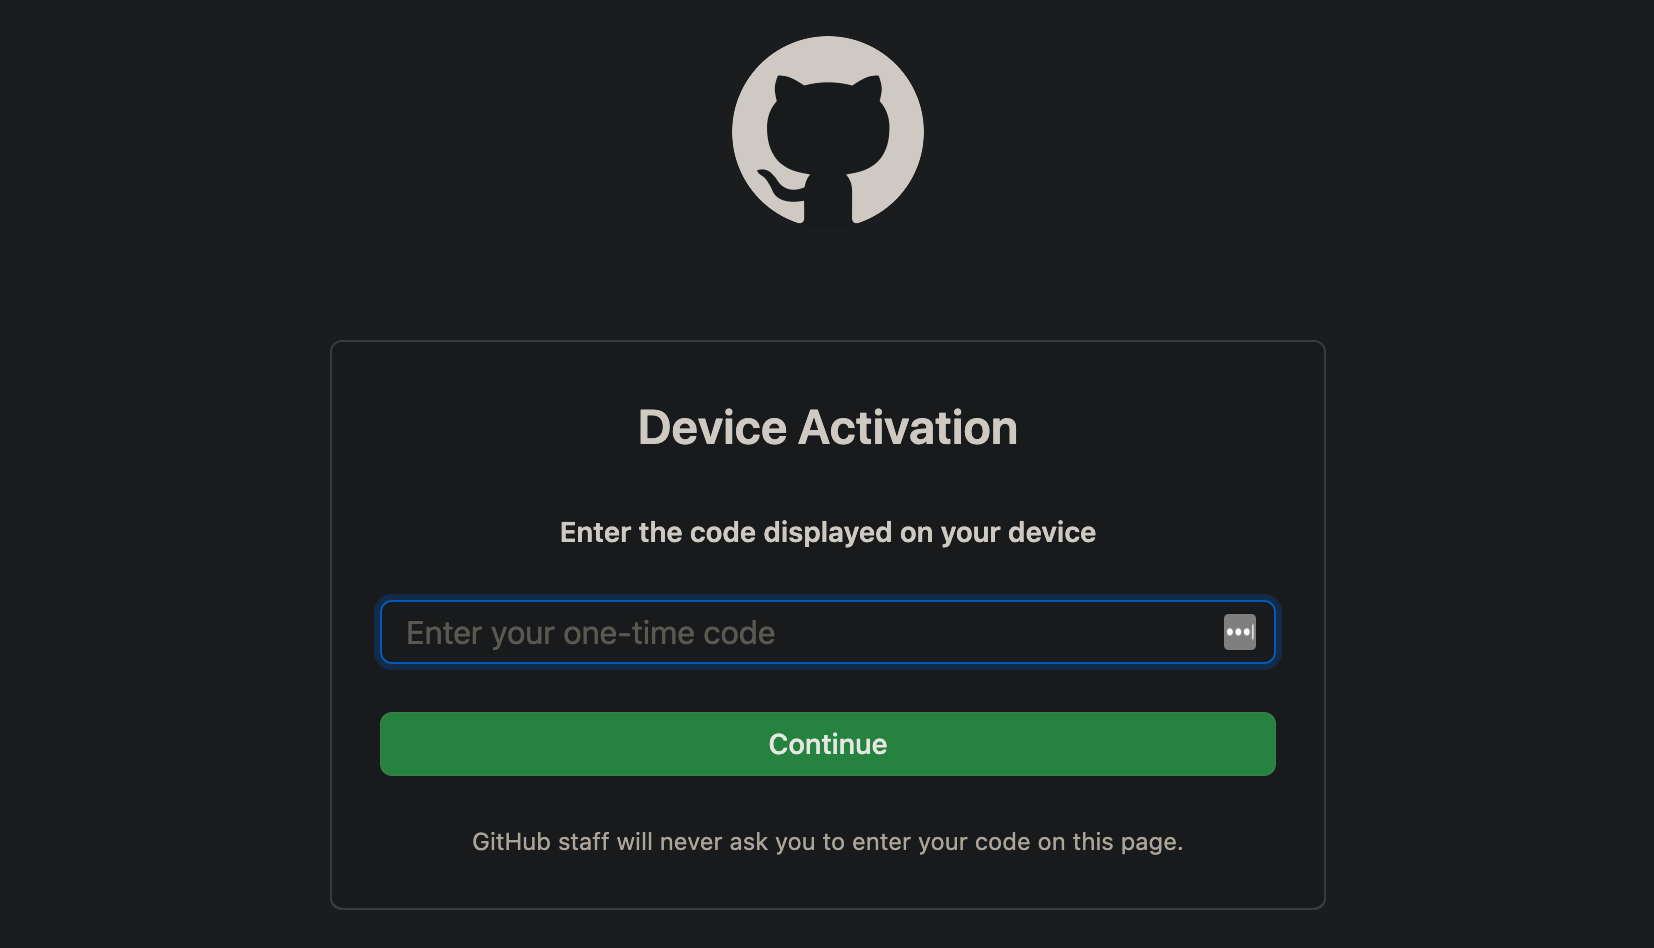 Device Activation
Enter the code displayed on your device
Enter your one-time code
Continue
GitHub staff will never ask you to enter your code on this page.